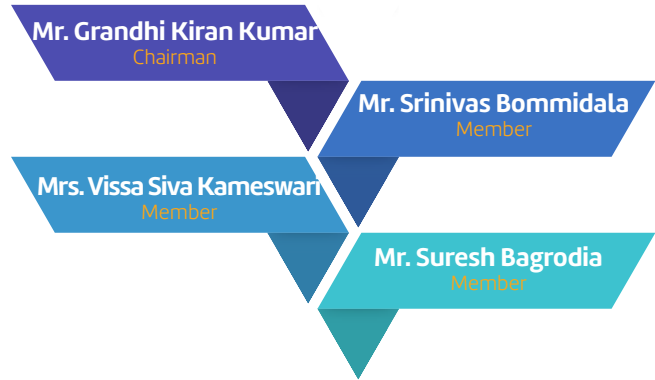 Mr. Grandhi Kiran Kumar
Chairman
Mr. Srinivas Bommidala
Member
Mrs. Vissa Siva Kameswari
Member
Mr. Suresh Bagrodia
Member